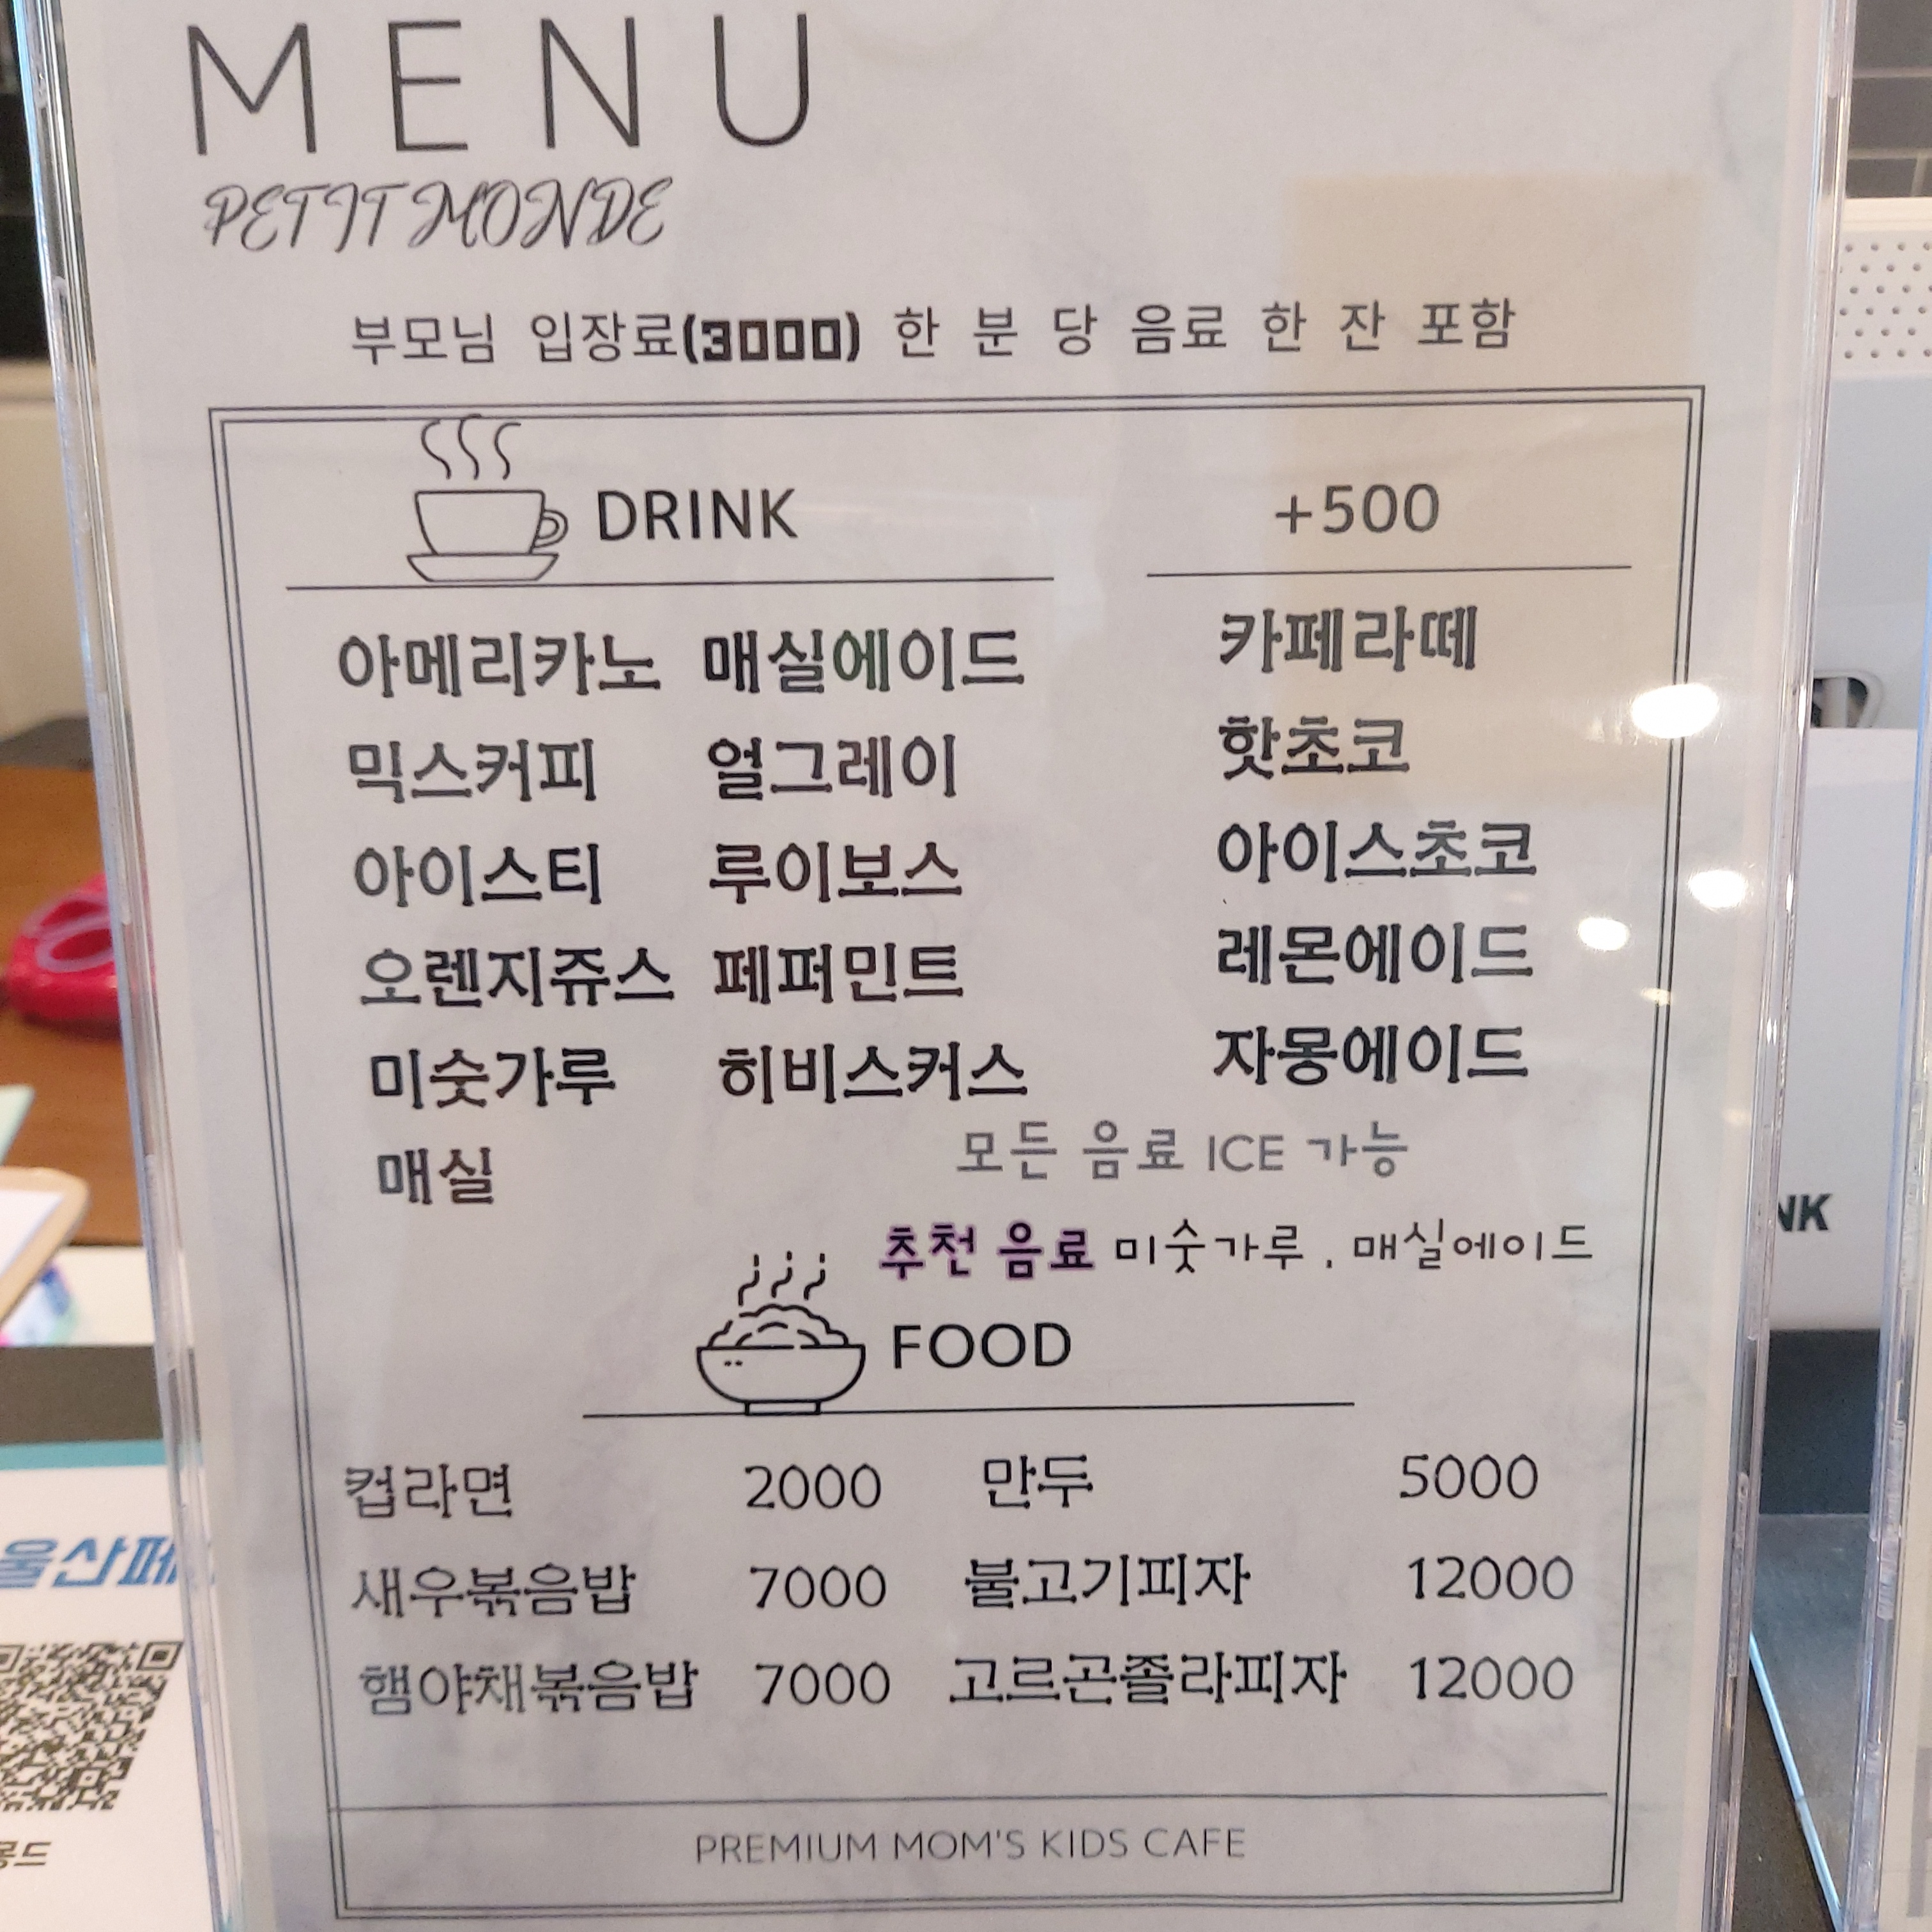 MENU
PETIT MONDE
부모님 입장료(3000) 한 분 당 음료 한 잔 포함
DRINK
+500
아메리카노 매실에이드 카페라떼
믹스커피 얼그레이 핫초코
아이스티 루이보스 아이스초코
오렌지쥬스 페퍼민트 레몬에이드
미숫가루 히비스커스 자몽에이드
매실
모든 음료 ICE 가능
추천 음료 미숫가루 . 매실에이드
FOOD
컵라면 2000 만두 5000
새우볶음밥 7000 불고기피자 12000
햄야채볶음밥 7000 고르곤졸라피자 12000
PREMIUM MOM'S KIDS CAFE
NK
울산페
몽드